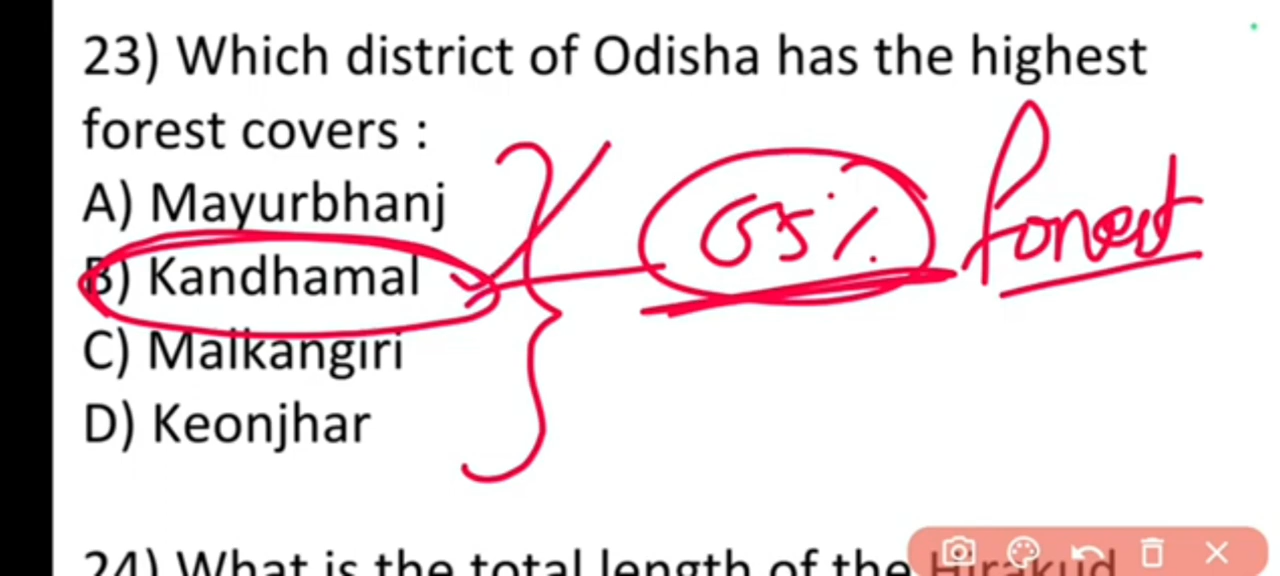 23) Which district of Odisha has the highest
forest covers :
A) Mayurbhanj
B) Kandhamal
55% forest
C) Malkangiri
D) Keonjhar
24) What is the total length of the Hirakud